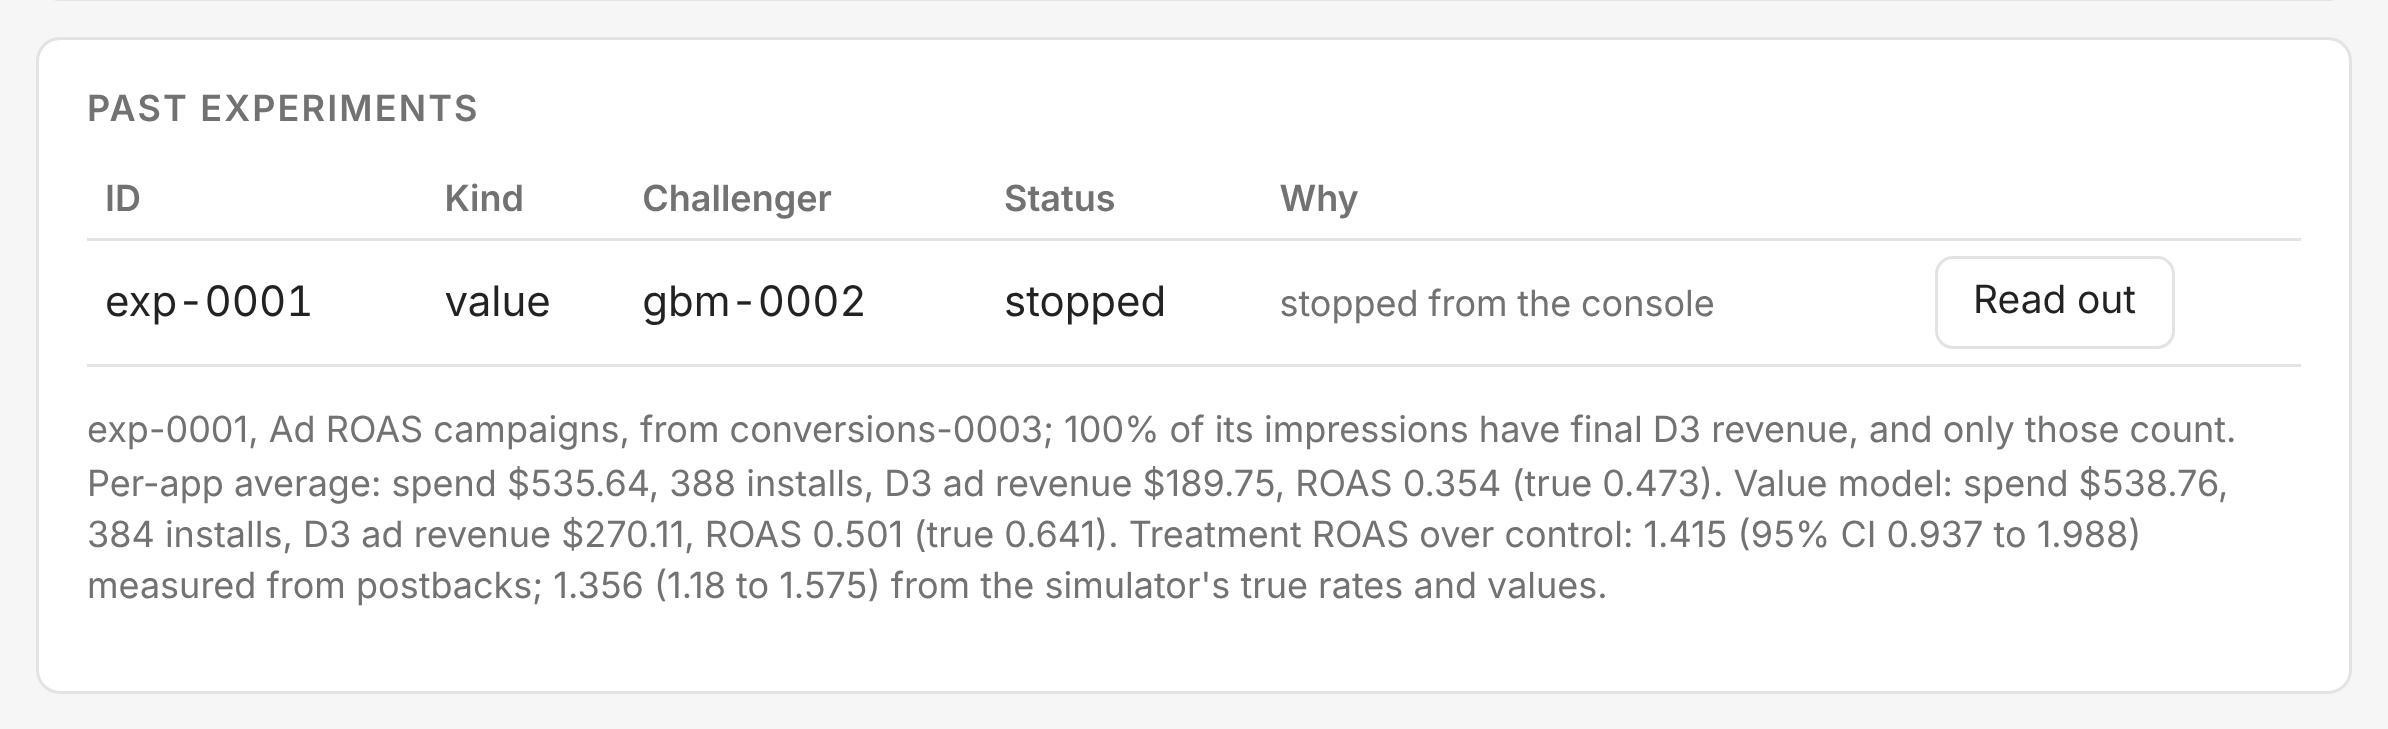 PAST EXPERIMENTS
ID Kind Challenger Status Why
exp-0001 value gbm-0002 stopped stopped from the console Read out
exp-0001, Ad ROAS campaigns, from conversions-0003; 100% of its impressions have final D3 revenue, and only those count.
Per-app average: spend $535.64, 388 installs, D3 ad revenue $189.75, ROAS 0.354 (true 0.473). Value model: spend $538.76,
384 installs, D3 ad revenue $270.11, ROAS 0.501 (true 0.641). Treatment ROAS over control: 1.415 (95% CI 0.937 to 1.988)
measured from postbacks; 1.356 (1.18 to 1.575) from the simulator's true rates and values.